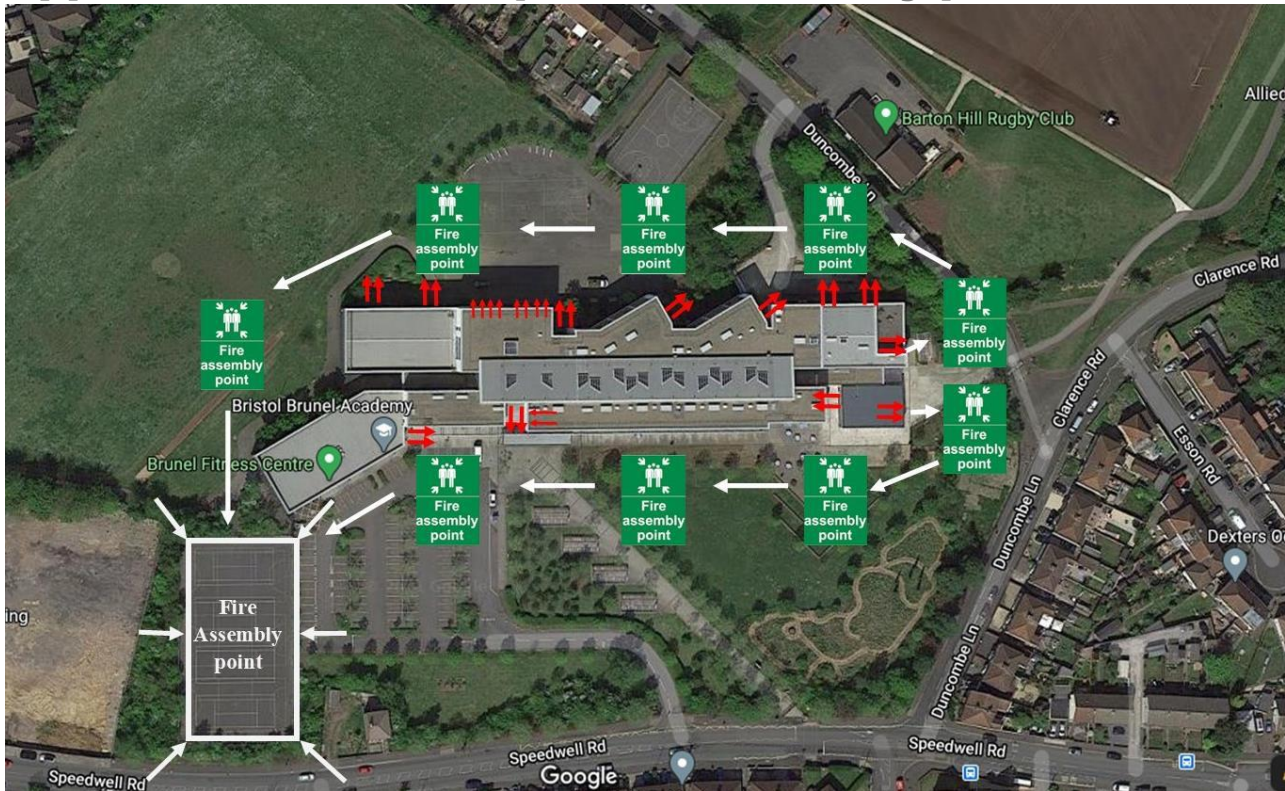 Barton Hill Rugby Club
Allied
Duncombe Ln
Fire
assembly
point
Fire
assembly
point
Fire
assembly
point
Clarence Rd
Fire
assembly
point
Fire
assembly
point
Clarence Rd
Bristol Brunel Academy
Fire
assembly
point
Esson Rd
Brunel Fitness Centre
Fire
assembly
point
Fire
assembly
point
Fire
assembly
point
Duncombe Ln
Dexters
ing
Fire
Assembly
point
Duncombe Ln
Speedwell Rd
Speedwell Rd
Speedwell Rd
Google